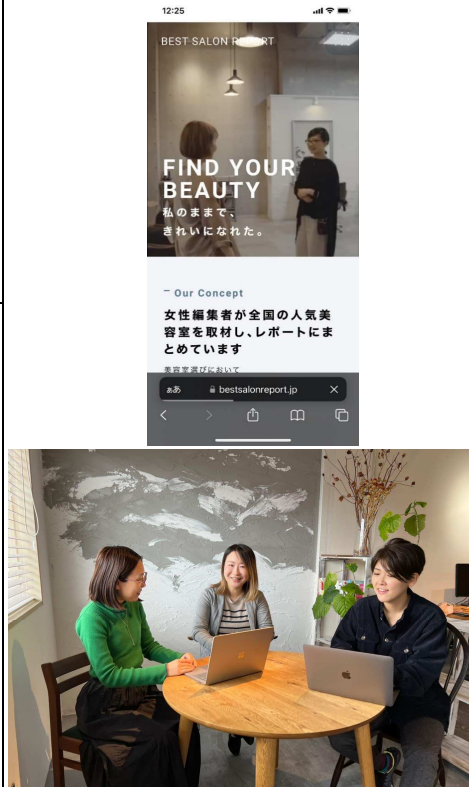 12:25
BEST SALON REPORT
FIND YOUR
BEAUTY
私のままで、
きれいになれた。
Our Concept
女性編集者が全国の人気美
容室を取材し、レポートにま
とめています
美容室選びにおいて
ぁあ bestsalonreport.jp